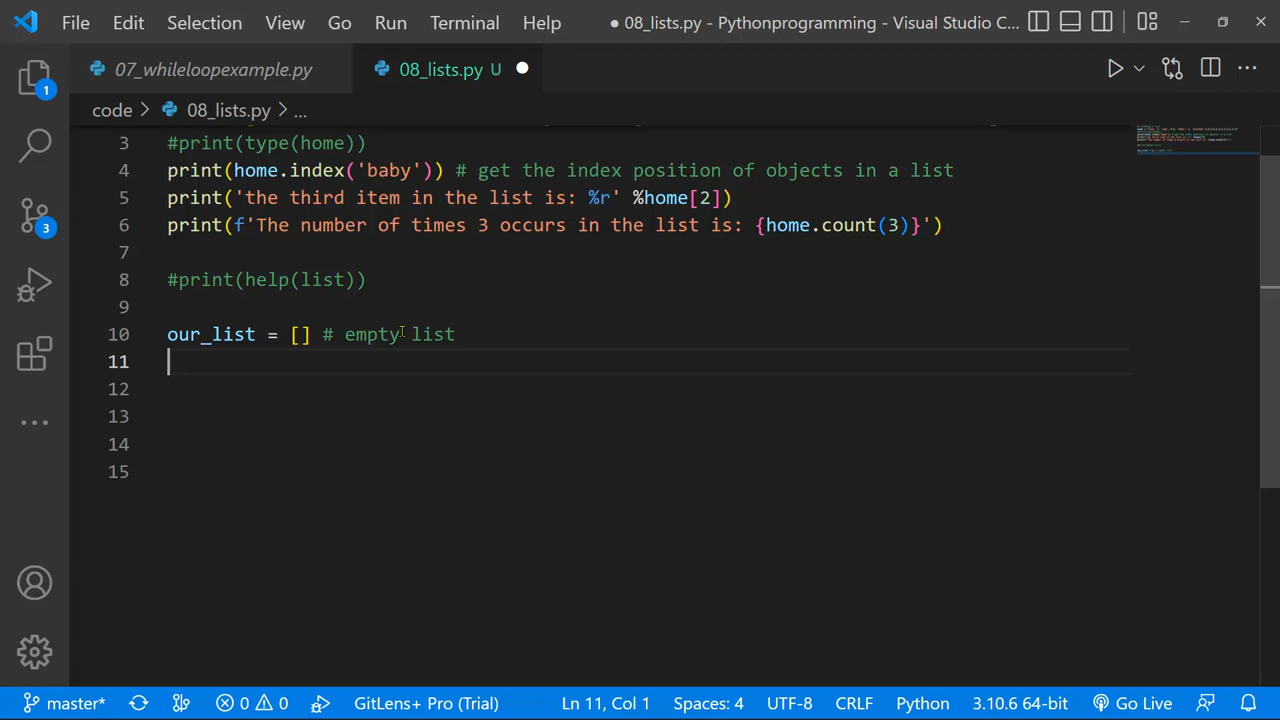 File Edit Selection View Go Run Terminal Help ● 08_lists.py - Pythonprogramming - Visual Studio C...
07_whileloopexample.py 08_lists.py U
code > 08_lists.py > ...
1
3
3 #print(type(home))
4 print(home.index('baby')) # get the index position of objects in a list
5 print('the third item in the list is: %r' %home[2])
6 print(f'The number of times 3 occurs in the list is: {home.count(3)}')
7
8 #print(help(list))
9
10 our_list = [] # empty list
11
12
13
14
15
master* 0 0 GitLens+ Pro (Trial) Ln 11, Col 1 Spaces: 4 UTF-8 CRLF Python 3.10.6 64-bit Go Live